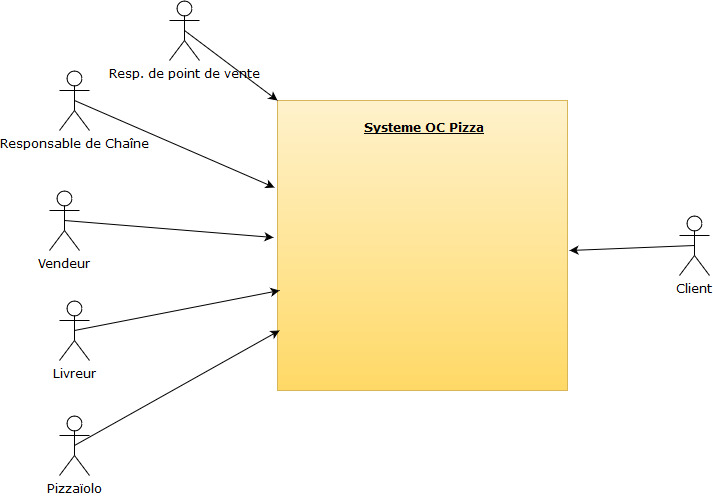 Resp. de point de vente
Responsable de Chaîne
Systeme OC Pizza
Vendeur
Client
Livreur
Pizzaïolo